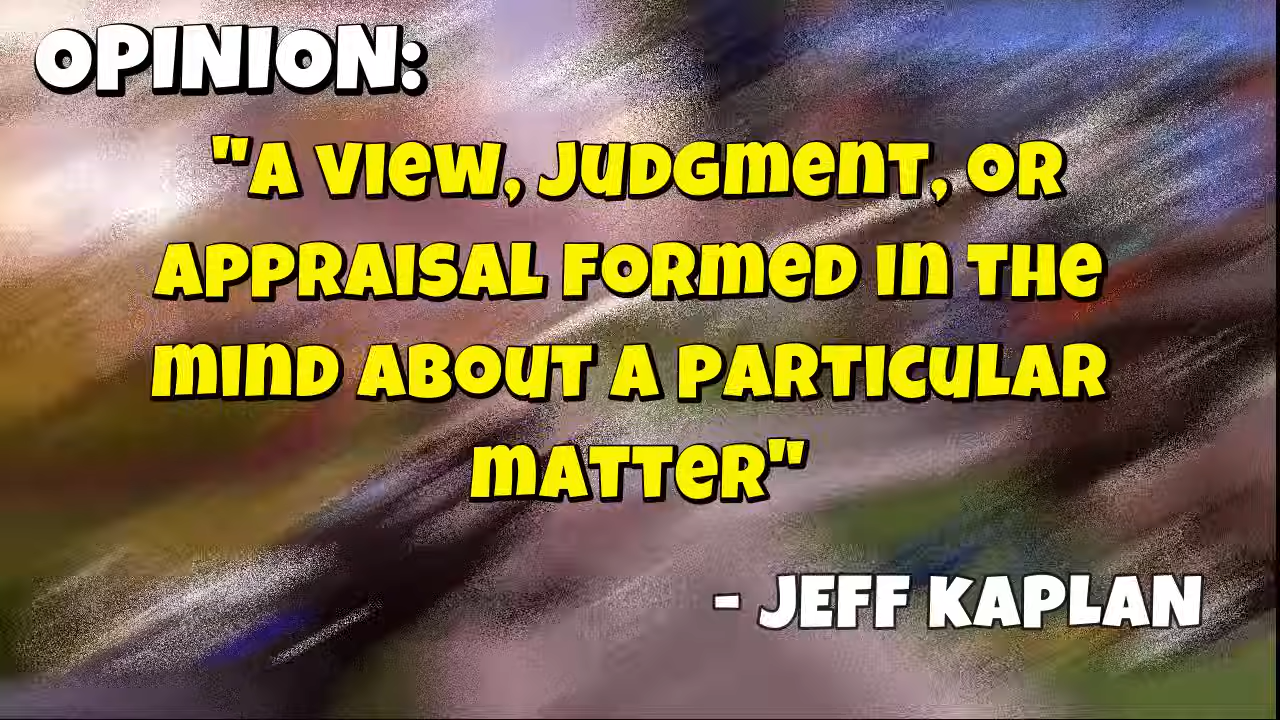 OPINION:
"A VIEW, JUDGMENT, OR
APPRAISAL FORMED IN THE
MIND ABOUT A PARTICULAR
MATTER"
- JEFF KAPLAN